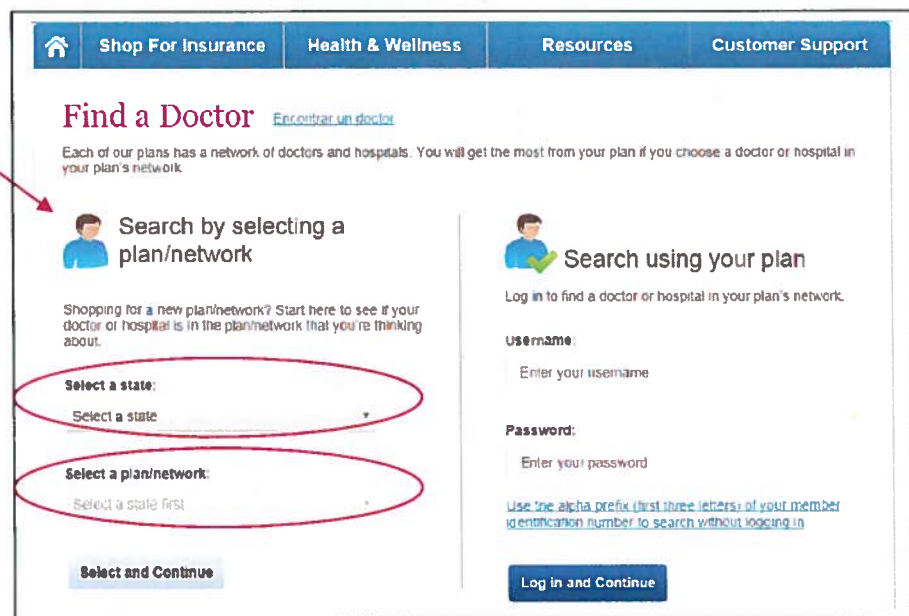 Shop For Insurance Health & Wellness Resources Customer Support
Find a Doctor Encontrar un doctor
Each of our plans has a network of doctors and hospitals. You will get the most from your plan if you choose a doctor or hospital in
your plan's network
Search by selecting a
plan/network
Shopping for a new plan/network? Start here to see if your
doctor or hospital is in the plan/network that you're thinking
about.
Select a state:
Select a state
Select a plan/network:
Select a state first
Select and Continue
Search using your plan
Log in to find a doctor or hospital in your plan's network.
Username:
Enter your username
Password:
Enter your password
Use the alpha prefix (first three letters) of your member
identification number to search without logging in
Log in and Continue